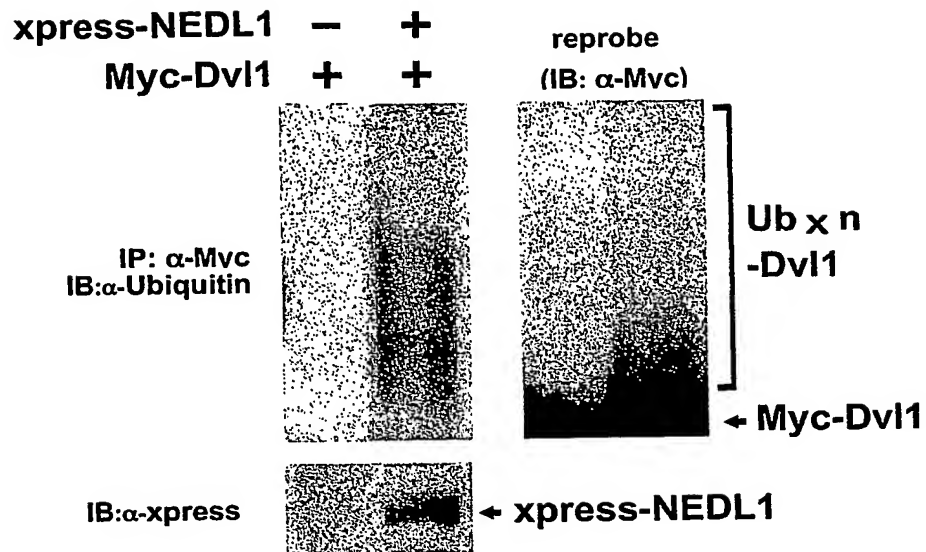 xpress-NEDL1 − +
Myc-Dvl1 + +
reprobe
(IB: α-Mvc)
IP: α-Mvc
IB:α-Ubiquitin
Ub x n
-Dvl1
Myc-Dvl1
IB:α-xpress
xpress-NEDL1